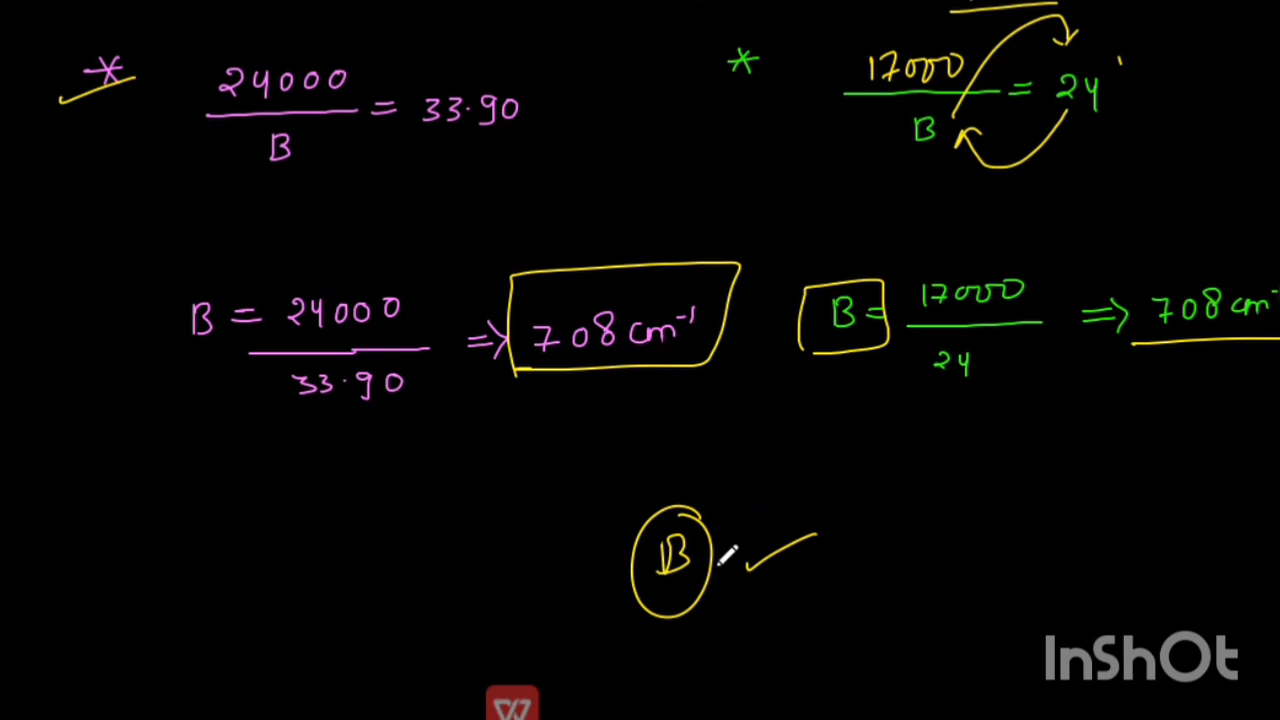 * 24000 / B = 33.90
* 17000 / B = 24
B = 24000 / 33.90 => 708 cm⁻¹
B = 17000 / 24 => 708 cm⁻
B
InShOt
W